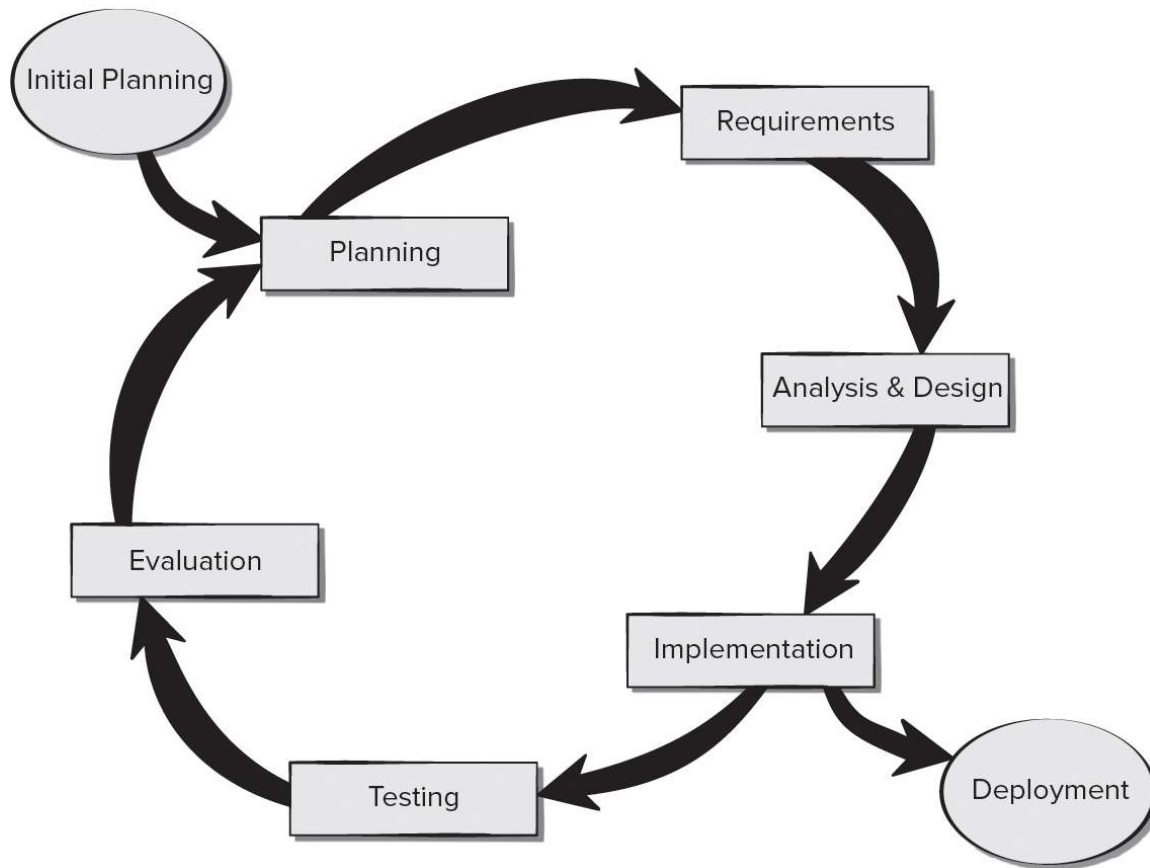 Initial Planning
Requirements
Planning
Analysis & Design
Evaluation
Implementation
Testing
Deployment